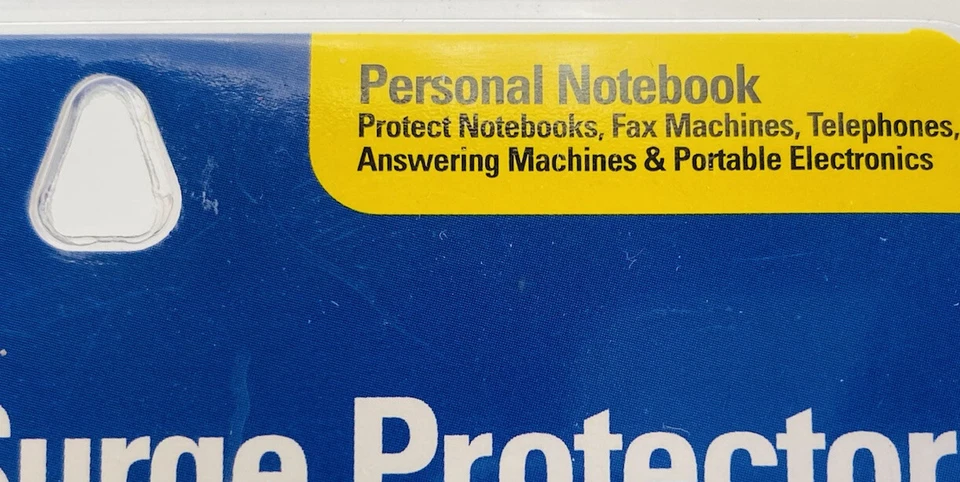 Personal Notebook
Protect Notebooks, Fax Machines, Telephones,
Answering Machines & Portable Electronics
Surge Protector